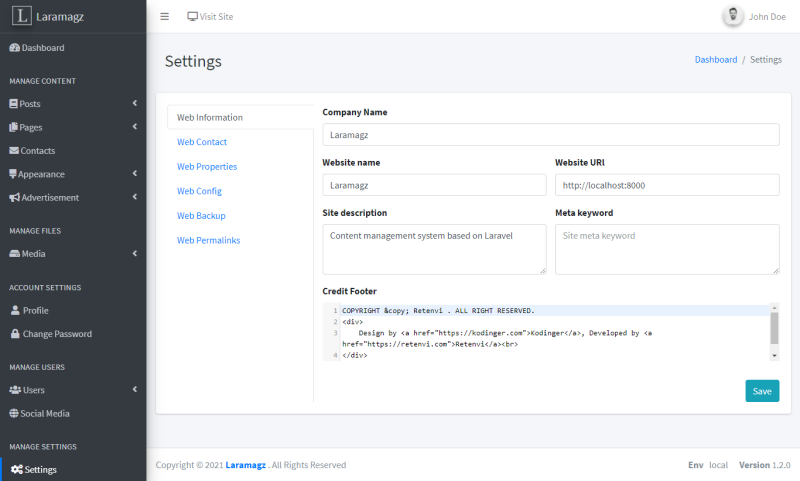 L Laramagz
Visit Site
John Doe
Dashboard
MANAGE CONTENT
Posts
Pages
Contacts
Appearance
Advertisement
MANAGE FILES
Media
ACCOUNT SETTINGS
Profile
Change Password
MANAGE USERS
Users
Social Media
MANAGE SETTINGS
Settings
Settings
Dashboard / Settings
Web Information
Web Contact
Web Properties
Web Config
Web Backup
Web Permalinks
Company Name
Laramagz
Website name
Website URl
Laramagz
http://localhost:8000
Site description
Meta keyword
Content management system based on Laravel
Site meta keyword
Credit Footer
1 COPYRIGHT &copy; Retenvi . ALL RIGHT RESERVED.
2 <div>
3 Design by <a href="https://kodinger.com">Kodinger</a>, Developed by <a
href="https://retenvi.com">Retenvi</a><br>
4 </div>
Save
Copyright © 2021 Laramagz . All Rights Reserved
Env local Version 1.2.0